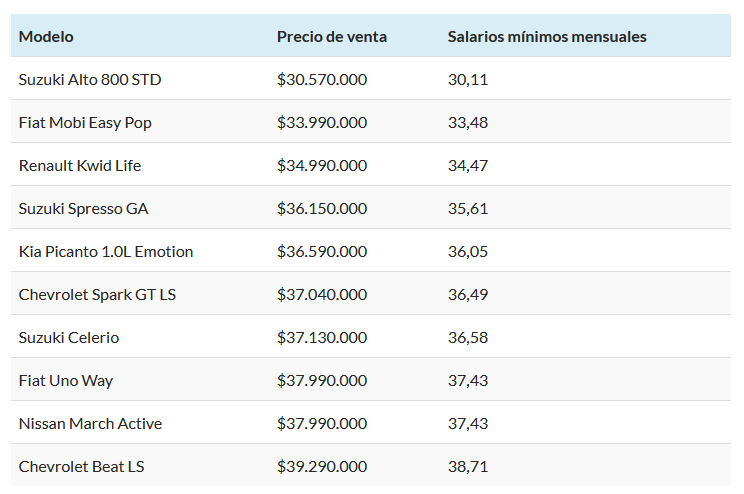 Modelo Precio de venta Salarios mínimos mensuales
Suzuki Alto 800 STD $30.570.000 30,11
Fiat Mobi Easy Pop $33.990.000 33,48
Renault Kwid Life $34.990.000 34,47
Suzuki Spresso GA $36.150.000 35,61
Kia Picanto 1.0L Emotion $36.590.000 36,05
Chevrolet Spark GT LS $37.040.000 36,49
Suzuki Celerio $37.130.000 36,58
Fiat Uno Way $37.990.000 37,43
Nissan March Active $37.990.000 37,43
Chevrolet Beat LS $39.290.000 38,71